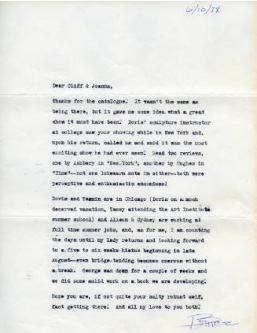 6/10/78
Dear Cliff & Joanna,
Thanks for the catalogue! It wasn't the same as
being there, but it gave me some idea what a great
show it must have been! Doris' sculpture instructor
at college saw your showing while in New York and,
upon his return, called me and said it was the most
exciting show he had ever seen! Read two reviews,
one by Ashbery in "New York", another by Hughes in
"Time"--not one lukewarm note in either--both were
perceptive and enthusiastic
Doris and are in Chicago (Doris on a much
deserved vacation, attending the Art Institute
summer school) and Alison & Sydney are working at
full time summer jobs, and, as for me, I am counting
the days until my lady returns and looking forward
to a five to six weeks hiatus beginning in late
August--even becomes onerous without
a break. George was down for a couple of weeks and
we did some solid work on a book we are developing!
Hope you are, if not quite your salty robust self,
fast getting there! And all my love to you both,